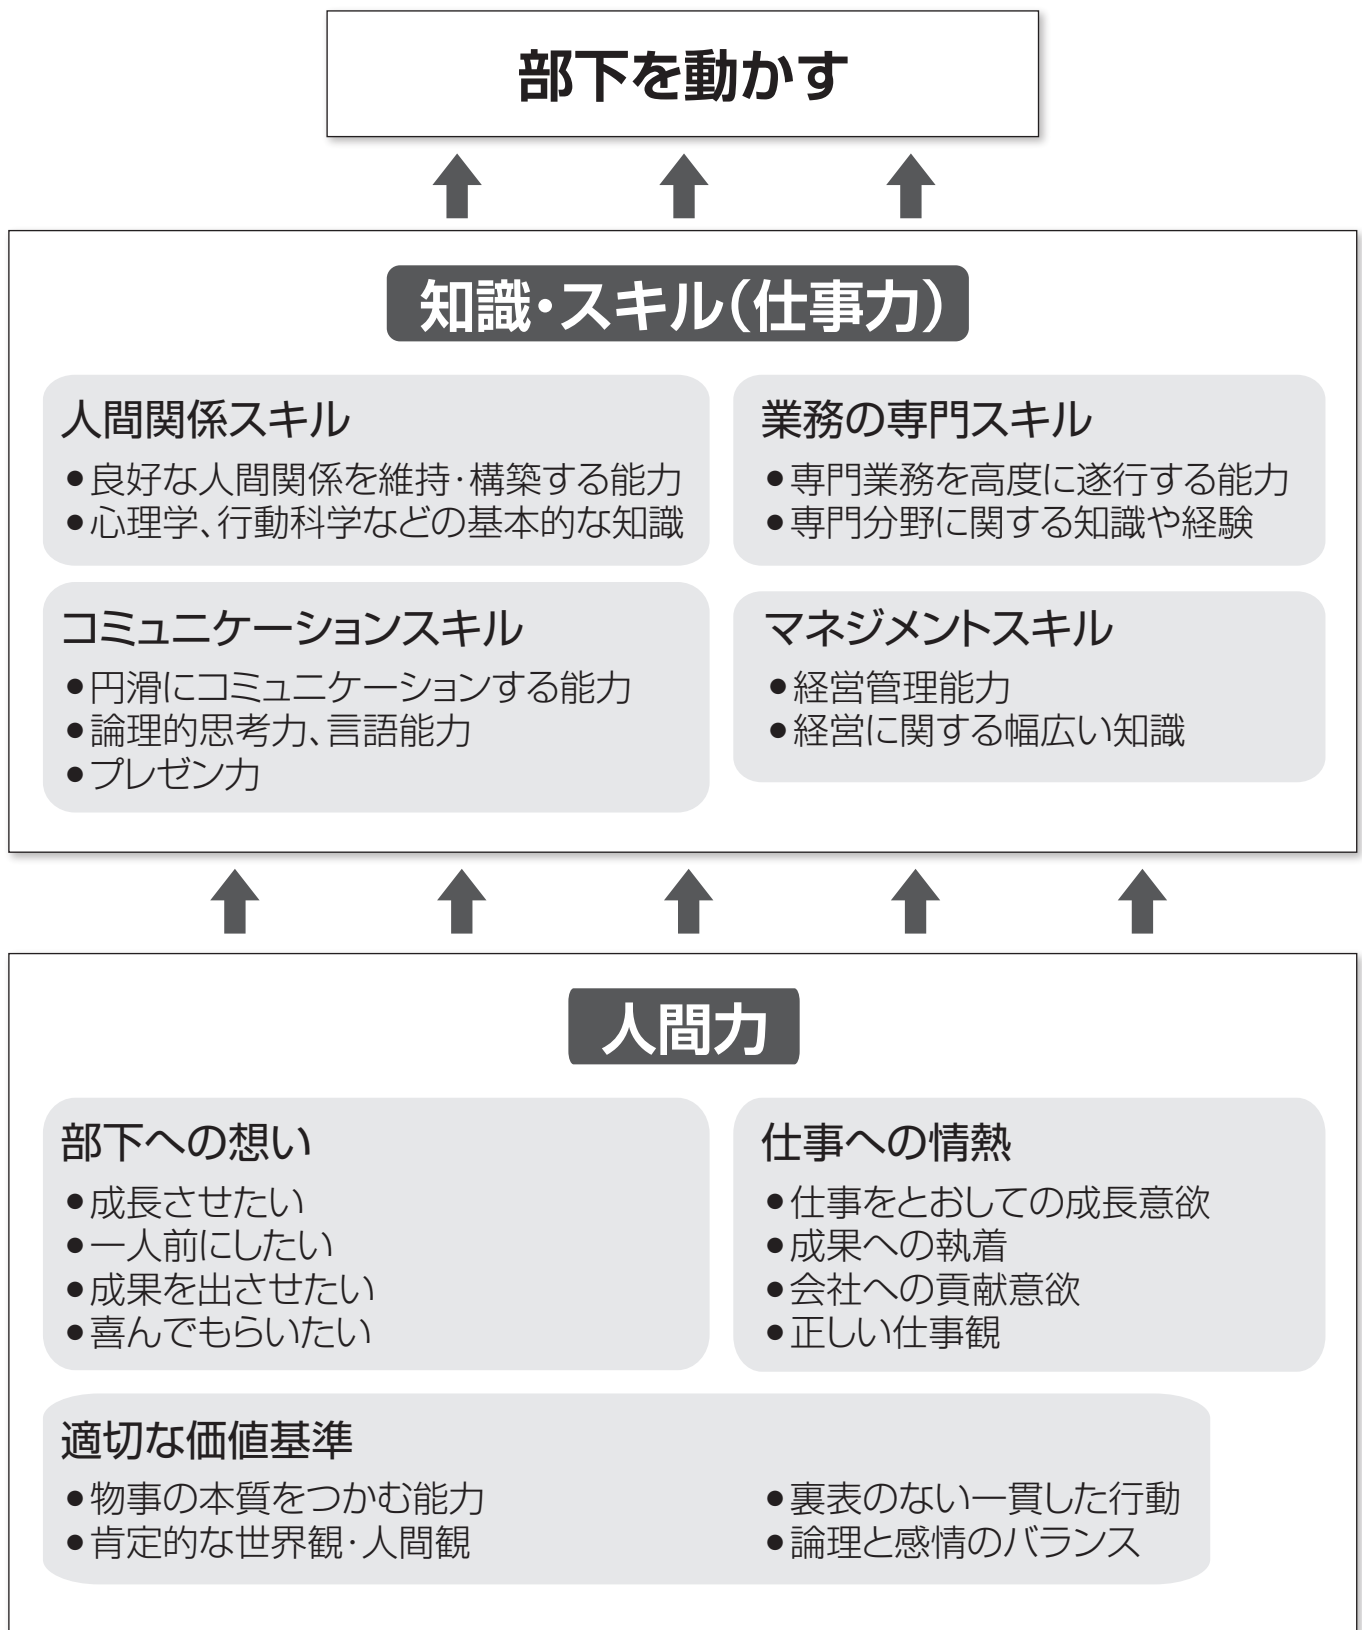 部下を動かす
知識・スキル(仕事力)
人間関係スキル
●良好な人間関係を維持・構築する能力
●心理学、行動科学などの基本的な知識
業務の専門スキル
●専門業務を高度に遂行する能力
●専門分野に関する知識や経験
コミュニケーションスキル
●円滑にコミュニケーションする能力
●論理的思考力、言語能力
●プレゼン力
マネジメントスキル
●経営管理能力
●経営に関する幅広い知識
人間力
部下への想い
●成長させたい
●一人前にしたい
●成果を出させたい
●喜んでもらいたい
仕事への情熱
●仕事をとおしての成長意欲
●成果への執着
●会社への貢献意欲
●正しい仕事観
適切な価値基準
●物事の本質をつかむ能力
●肯定的な世界観・人間観
●裏表のない一貫した行動
●論理と感情のバランス